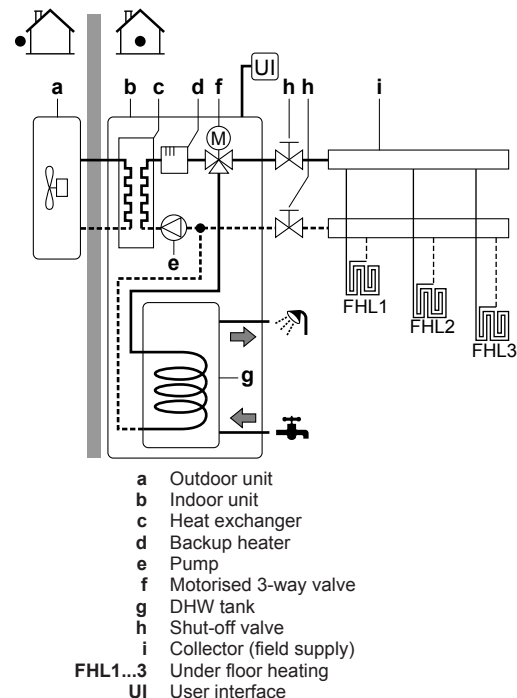 UI
a
b
c
d
f
h
h
i
M
e
FHL1
FHL2
FHL3
g
a Outdoor unit
b Indoor unit
c Heat exchanger
d Backup heater
e Pump
f Motorised 3-way valve
g DHW tank
h Shut-off valve
i Collector (field supply)
FHL1...3 Under floor heating
UI User interface